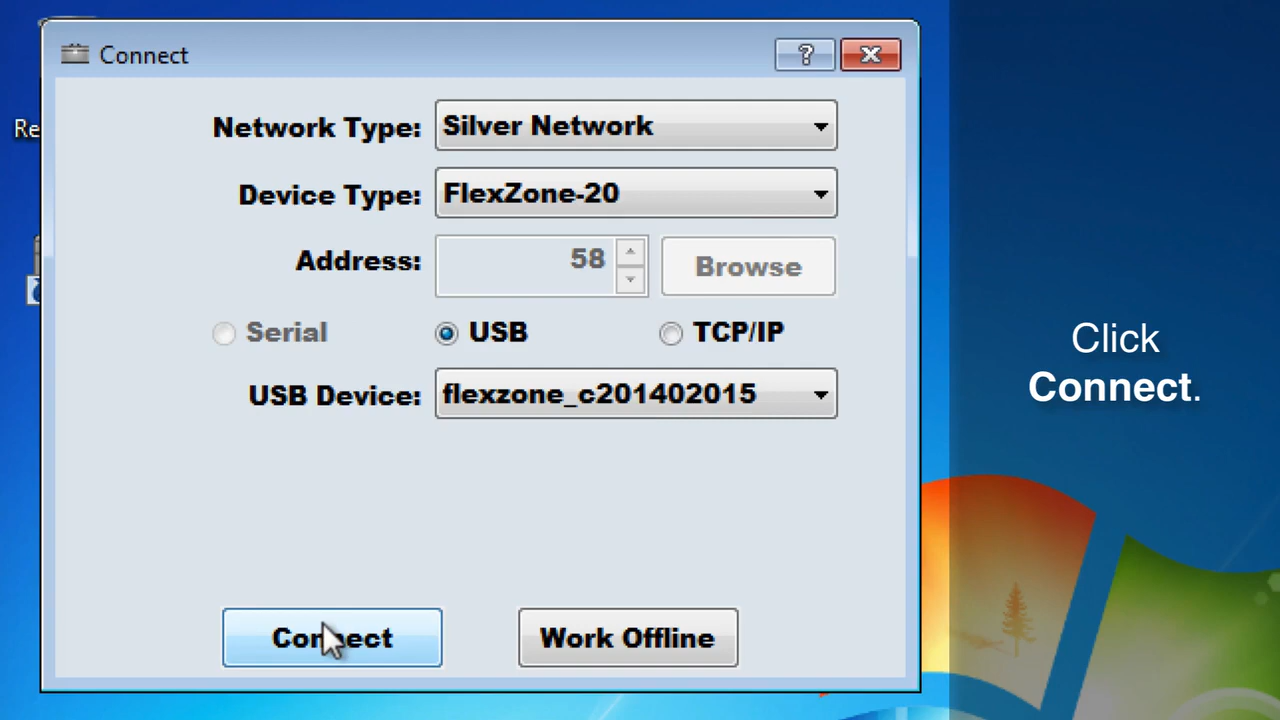 Connect
?
Re
Network Type: Silver Network
Device Type: FlexZone-20
Address: 58 Browse
Serial USB TCP/IP
USB Device: flexzone_c201402015
Connect Work Offline
Click
Connect.